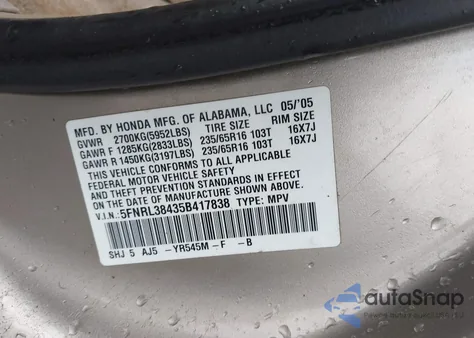 MFD. BY HONDA MFG. OF ALABAMA, LLC 05/'05
GVWR 2700KG(5952LBS) TIRE SIZE RIM SIZE
GAWR F 1285KG(2833LBS) 235/65R16 103T 16X7J
GAWR R 1450KG(3197LBS) 235/65R16 103T 16X7J
THIS VEHICLE CONFORMS TO ALL APPLICABLE
FEDERAL MOTOR VEHICLE SAFETY
AND THEFT PREVENTION STANDARDS IN EFFECT
ON THE DATE OF MANUFACTURE SHOWN ABOVE.
V.I.N.:5FNRL38435B417838 TYPE: MPV
SHJ 5 AJ5 -YR545M -F -B
autoSnap